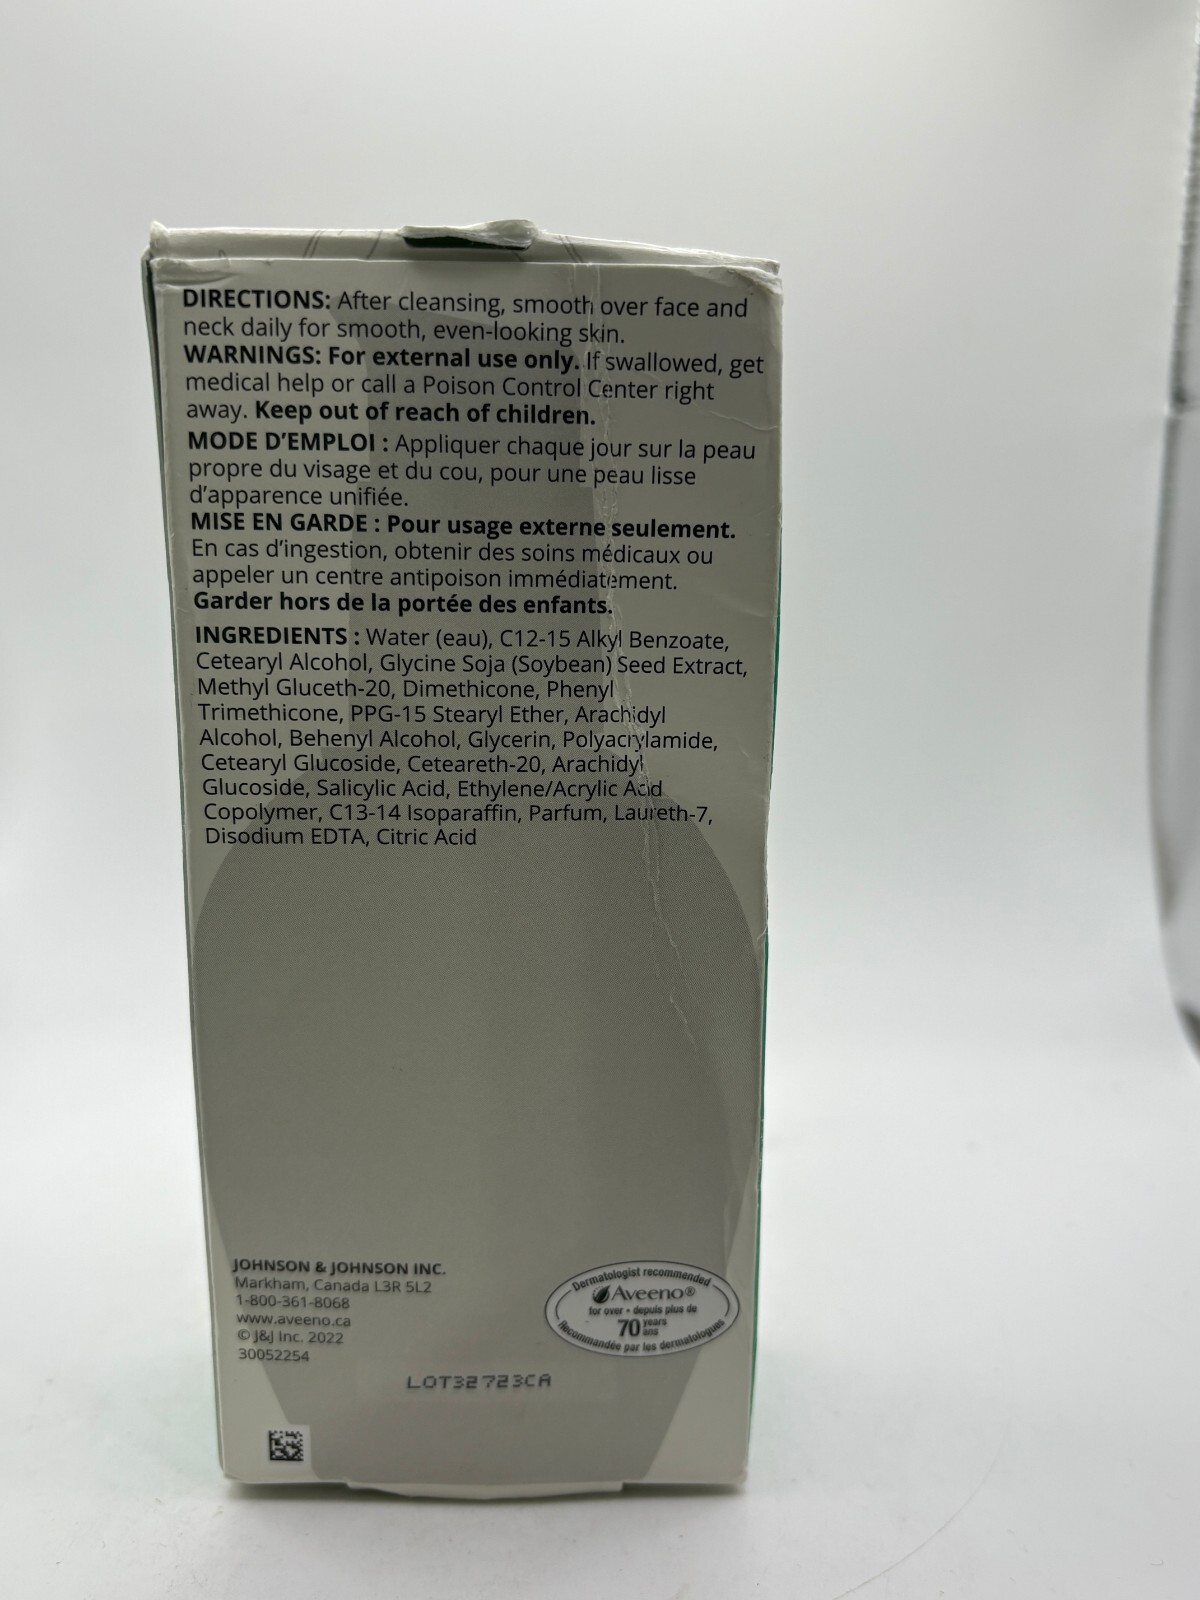 DIRECTIONS: After cleansing, smooth over face and
neck daily for smooth, even-looking skin.
WARNINGS: For external use only. If swallowed, get
medical help or call a Poison Control Center right
away. Keep out of reach of children.
MODE D'EMPLOI : Appliquer chaque jour sur la peau
propre du visage et du cou, pour une peau lisse
d'apparence unifiée.
MISE EN GARDE : Pour usage externe seulement.
En cas d'ingestion, obtenir des soins médicaux ou
appeler un centre antipoison immédiatement.
Garder hors de la portée des enfants.
INGREDIENTS : Water (eau), C12-15 Alkyl Benzoate,
Cetearyl Alcohol, Glycine Soja (Soybean) Seed Extract,
Methyl Gluceth-20, Dimethicone, Phenyl
Trimethicone, PPG-15 Stearyl Ether, Arachidyl
Alcohol, Behenyl Alcohol, Glycerin, Polyacrylamide,
Cetearyl Glucoside, Ceteareth-20, Arachidyl
Glucoside, Salicylic Acid, Ethylene/Acrylic Acid
Copolymer, C13-14 Isoparaffin, Parfum, Laureth-7,
Disodium EDTA, Citric Acid
JOHNSON & JOHNSON INC.
Markham, Canada L3R 5L2
1-800-361-8068
www.aveeno.ca
© J&J Inc. 2022
30052254
Dermatologist recommended
Aveeno®
for over • depuis plus de
70 years
ans
Recommandée par les dermatologues
LOT32723CA